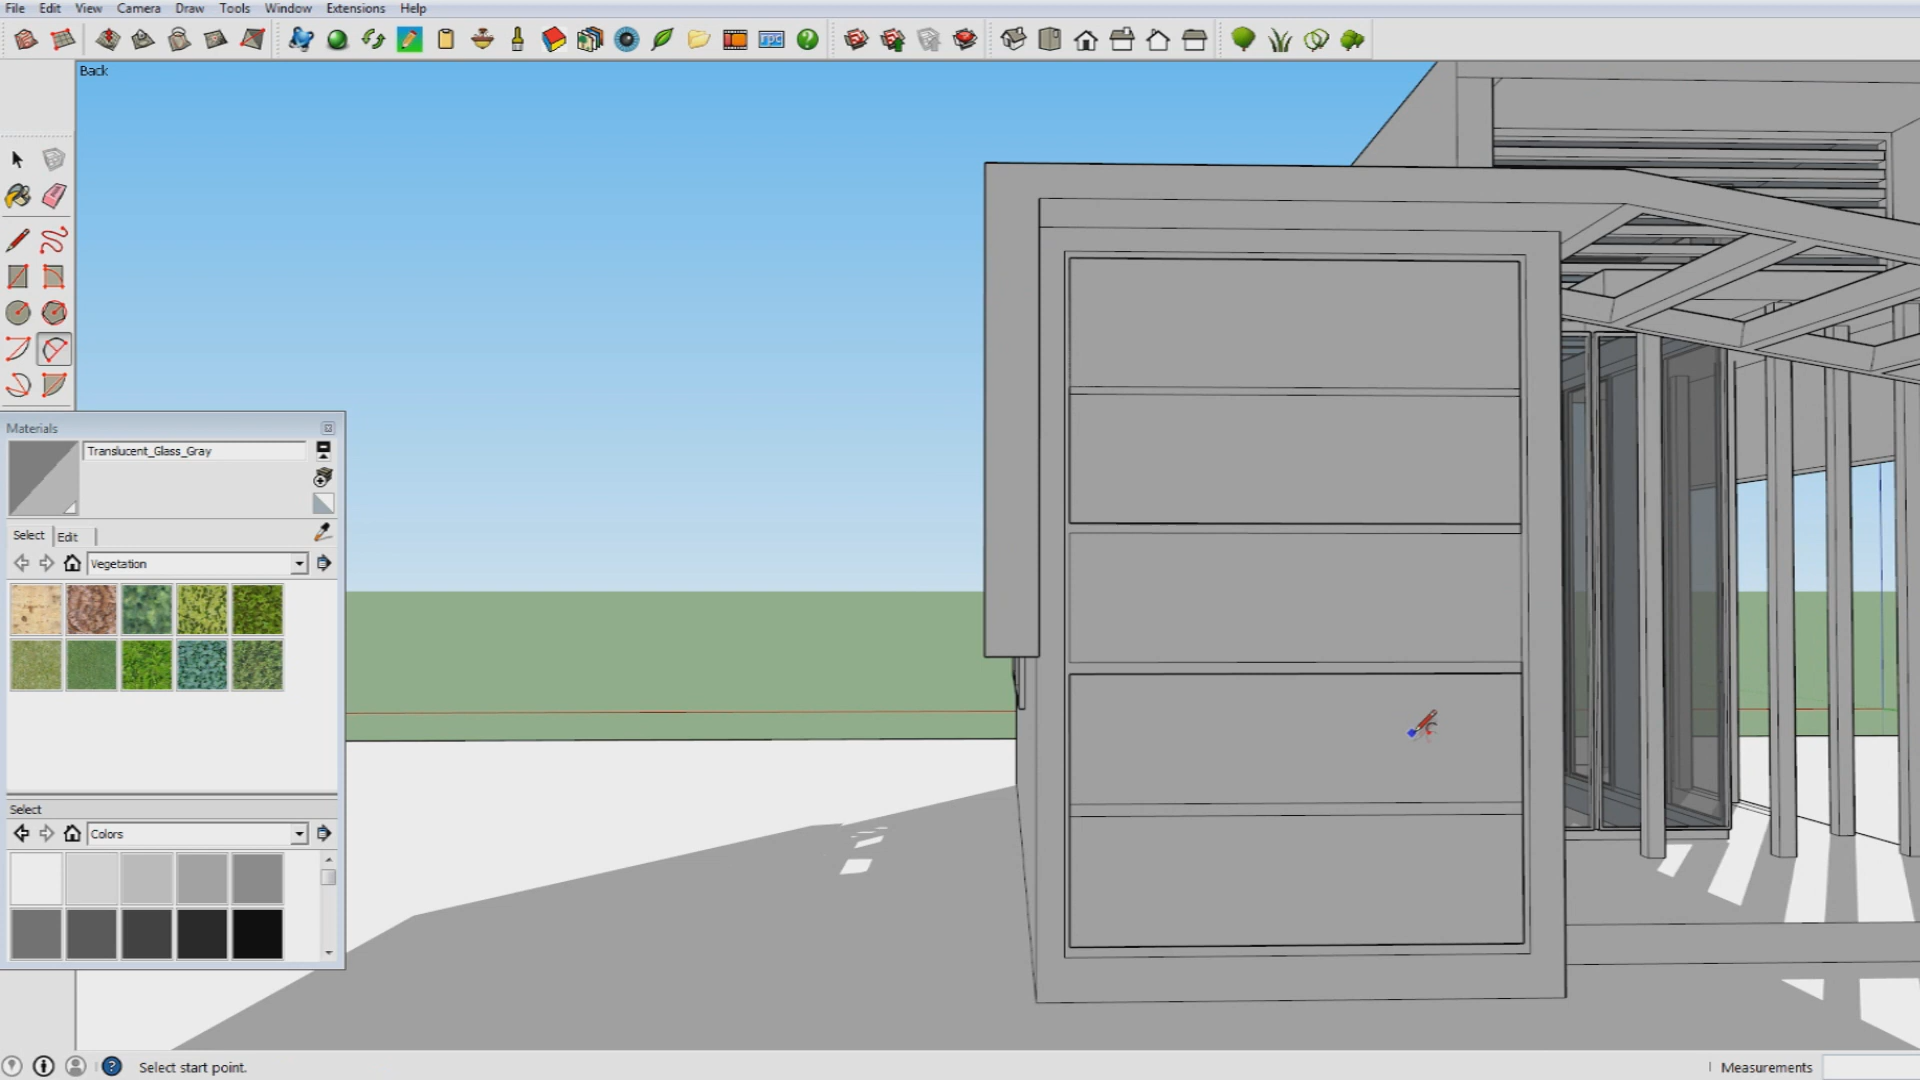 File Edit View Camera Draw Tools Window Extensions Help
rpc
Back
Materials
Translucent_Glass_Gray
Select Edit
Vegetation
Select
Colors
Select start point.
Measurements